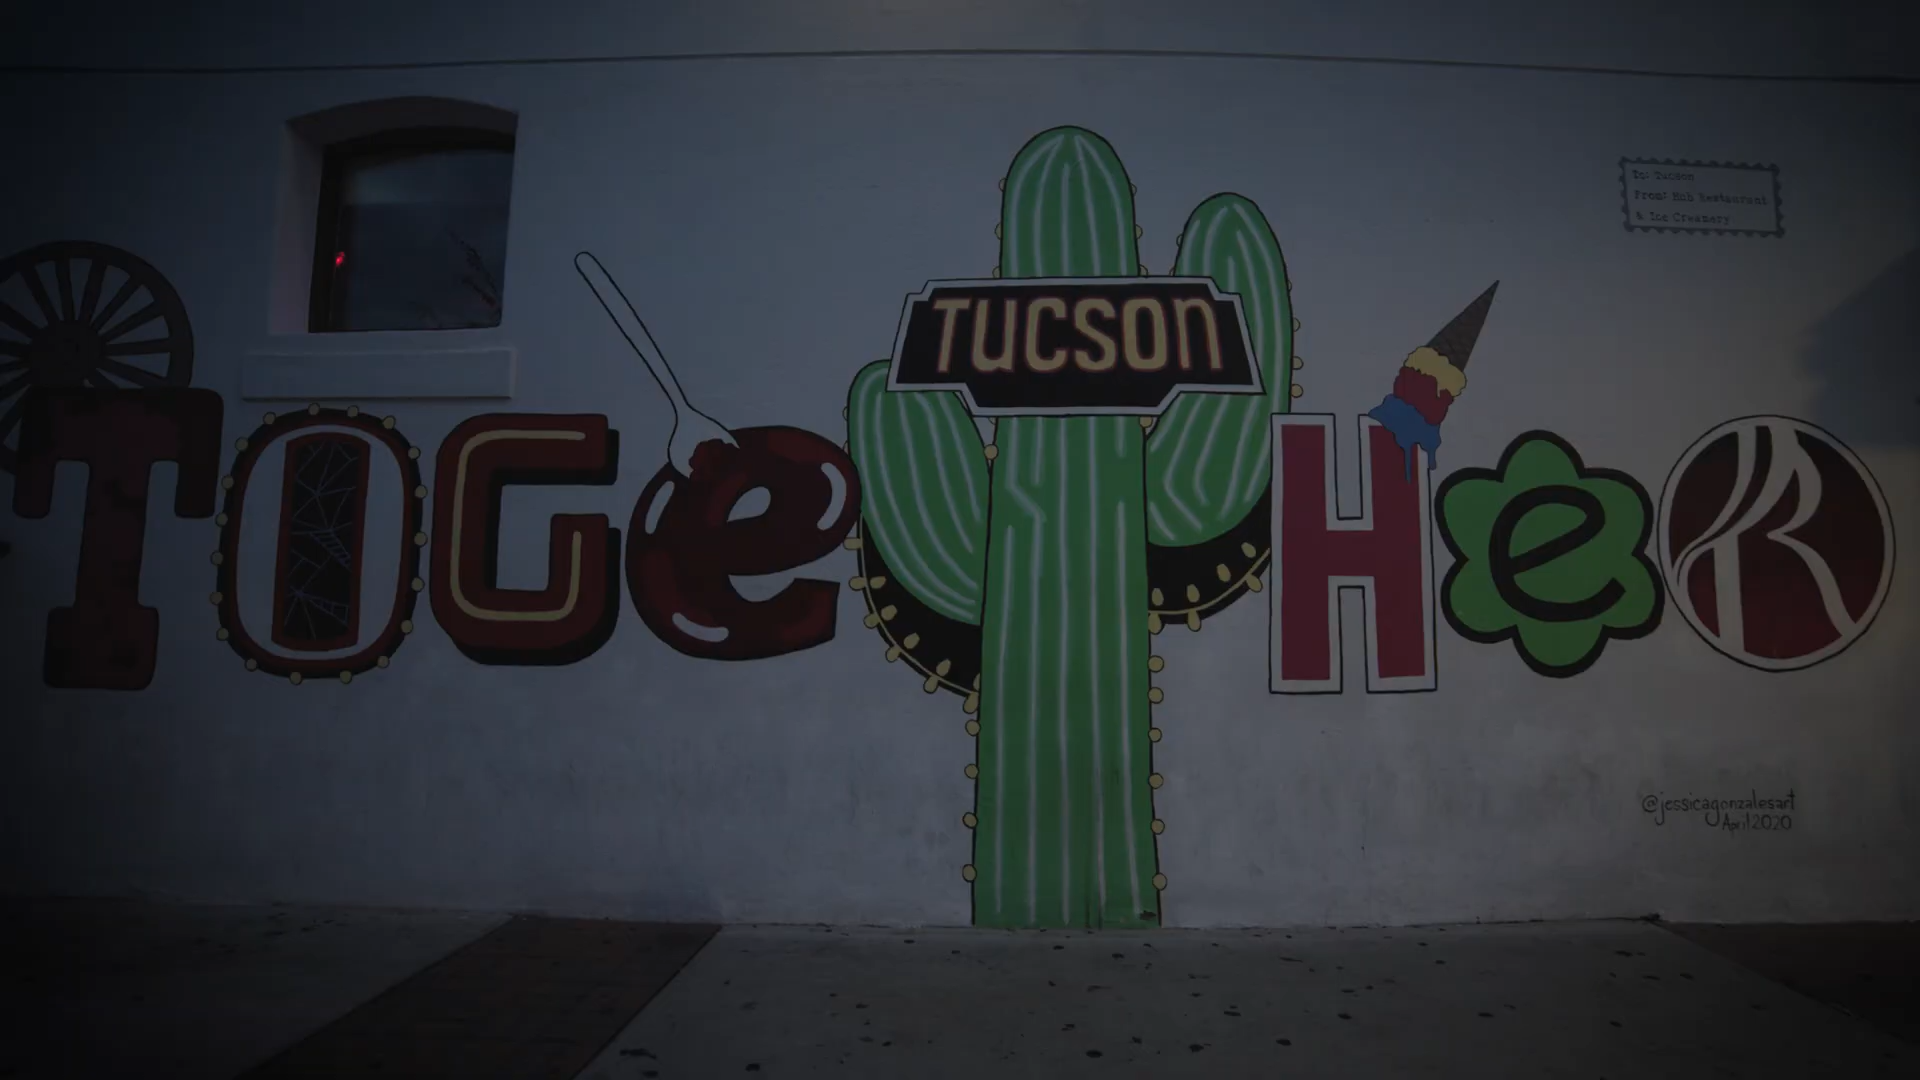 To: Tucson
From: Hub Restaurant
& Ice Creamery
TUCSON
TOGeTHeR
@jessicagonzalesart
April 2020